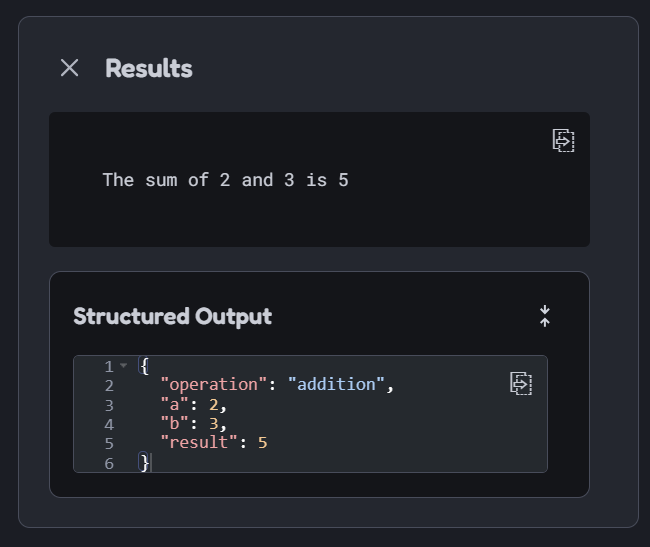 Results
The sum of 2 and 3 is 5
Structured Output
1 {
2 "operation": "addition",
3 "a": 2,
4 "b": 3,
5 "result": 5
6 }